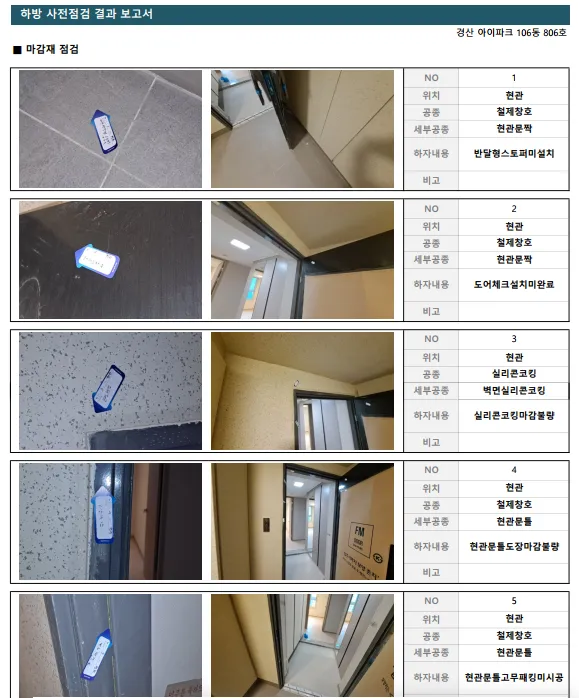 하방 사전점검 결과 보고서
경산 아이파크 106동 806호
■ 마감재 점검
NO 1
위치 현관
공종 철제창호
세부공종 현관문짝
하자내용 반달형스토퍼미설치
비고
NO 2
위치 현관
공종 철제창호
세부공종 현관문짝
하자내용 도어체크설치미완료
비고
NO 3
위치 현관
공종 실리콘코킹
세부공종 벽면실리콘코킹
하자내용 실리콘코킹마감불량
비고
NO 4
위치 현관
공종 철제창호
세부공종 현관문틀
하자내용 현관문틀도장마감불량
비고
FM
NO 5
위치 현관
공종 철제창호
세부공종 현관문틀
하자내용 현관문틀고무패킹미시공